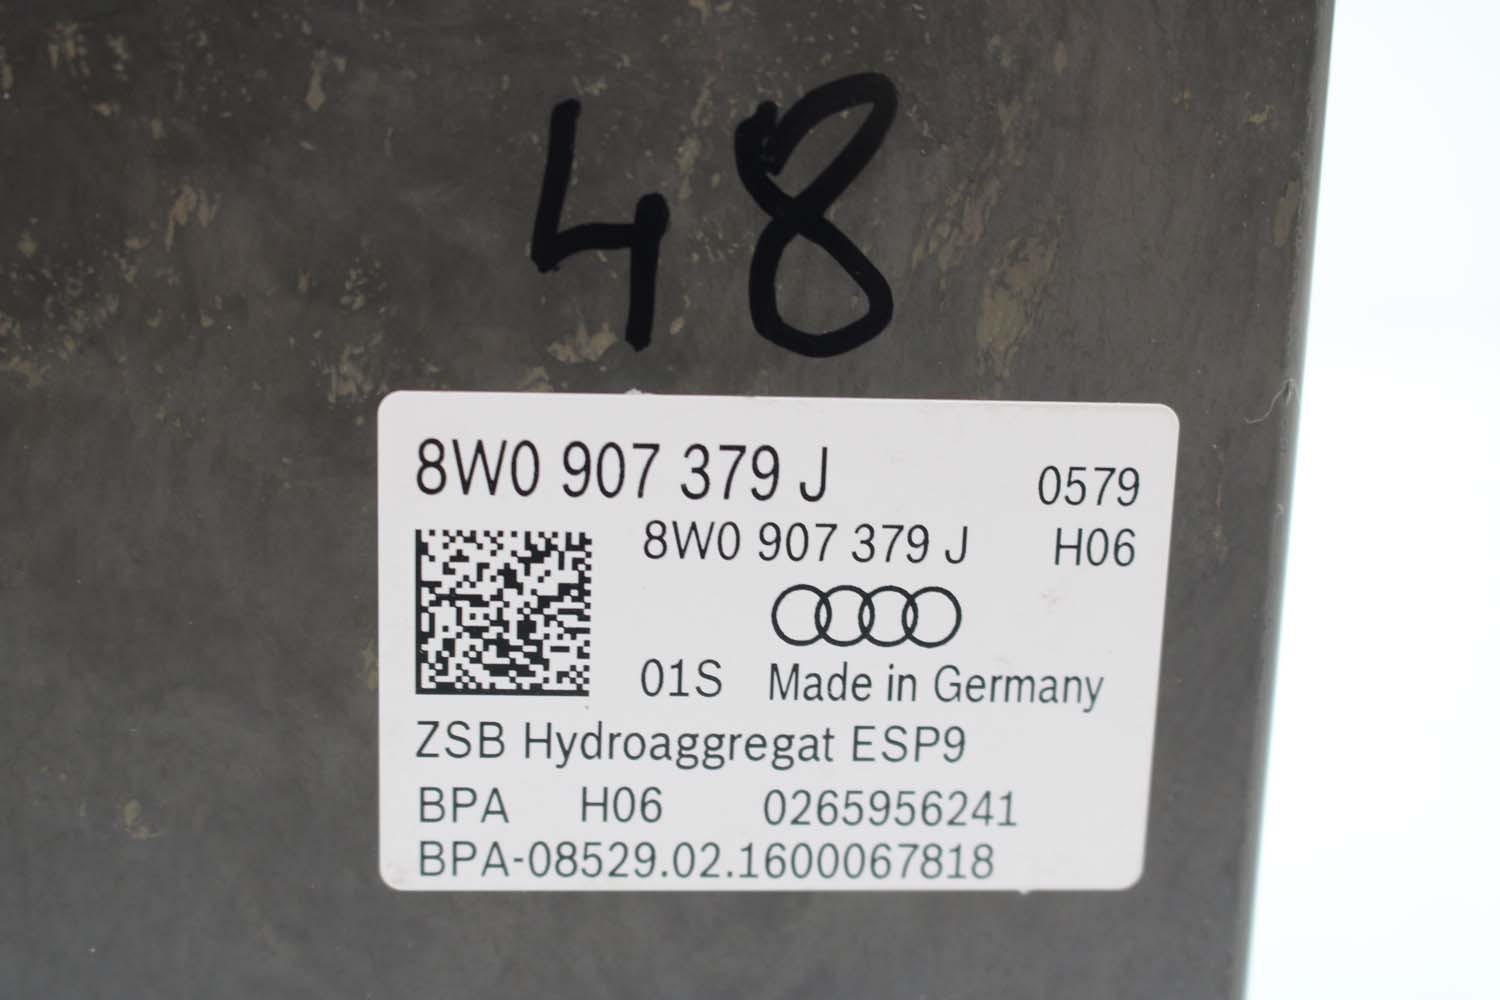 48
8W0 907 379 J 0579
8W0 907 379 J H06
01S Made in Germany
ZSB Hydroaggregat ESP9
BPA H06 0265956241
BPA-08529.02.1600067818